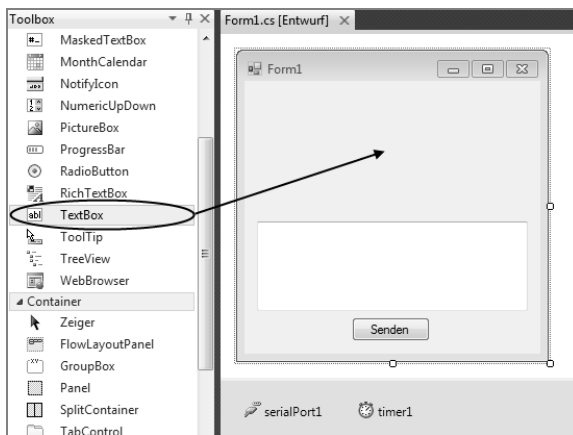 Toolbox
MaskedTextBox
MonthCalendar
NotifyIcon
NumericUpDown
PictureBox
ProgressBar
RadioButton
RichTextBox
TextBox
ToolTip
TreeView
WebBrowser
Container
Zeiger
FlowLayoutPanel
GroupBox
Panel
SplitContainer
TabControl
Form1.cs [Entwurf]
Form1
Senden
serialPort1
timer1